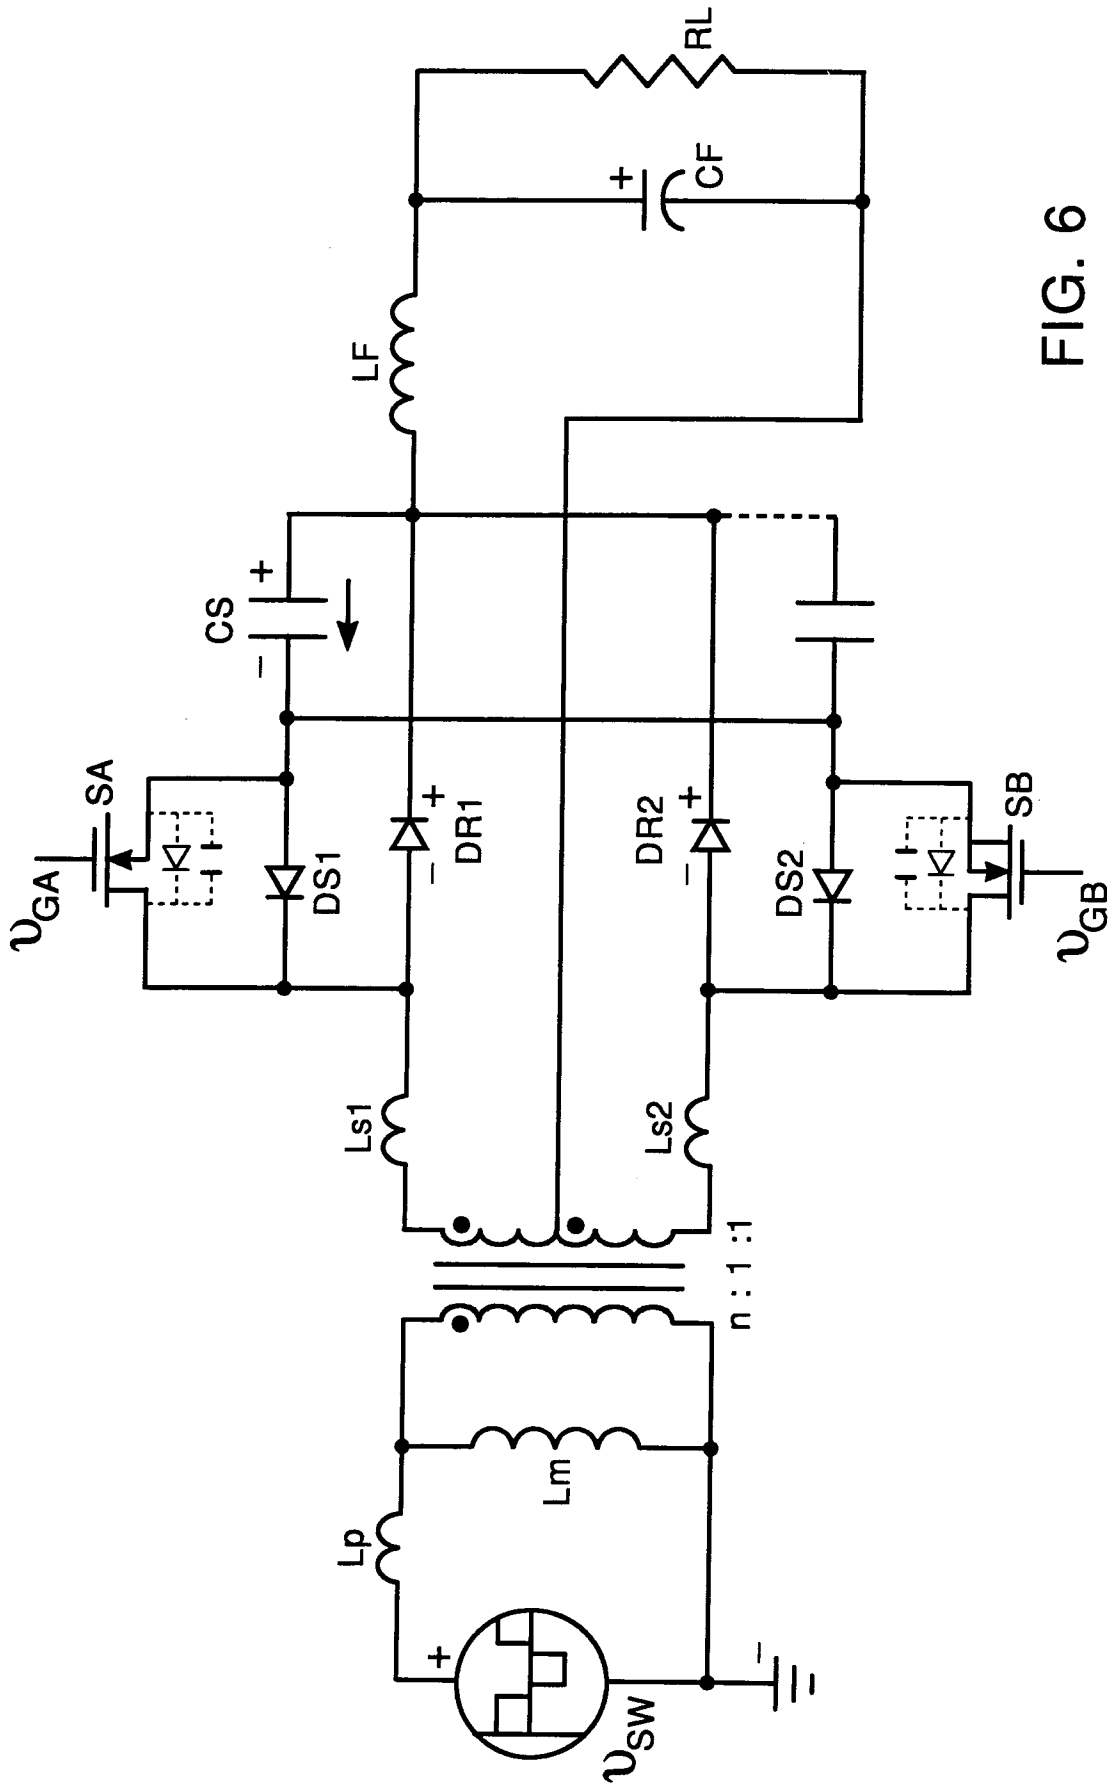 υGA
SA
DS1
CS
+
−
DR1
+
−
LF
Ls1
+
CF
RL
Lp
+
υSW
−
Lm
n : 1 : :1
Ls2
DR2
+
−
DS2
SB
υGB
FIG. 6